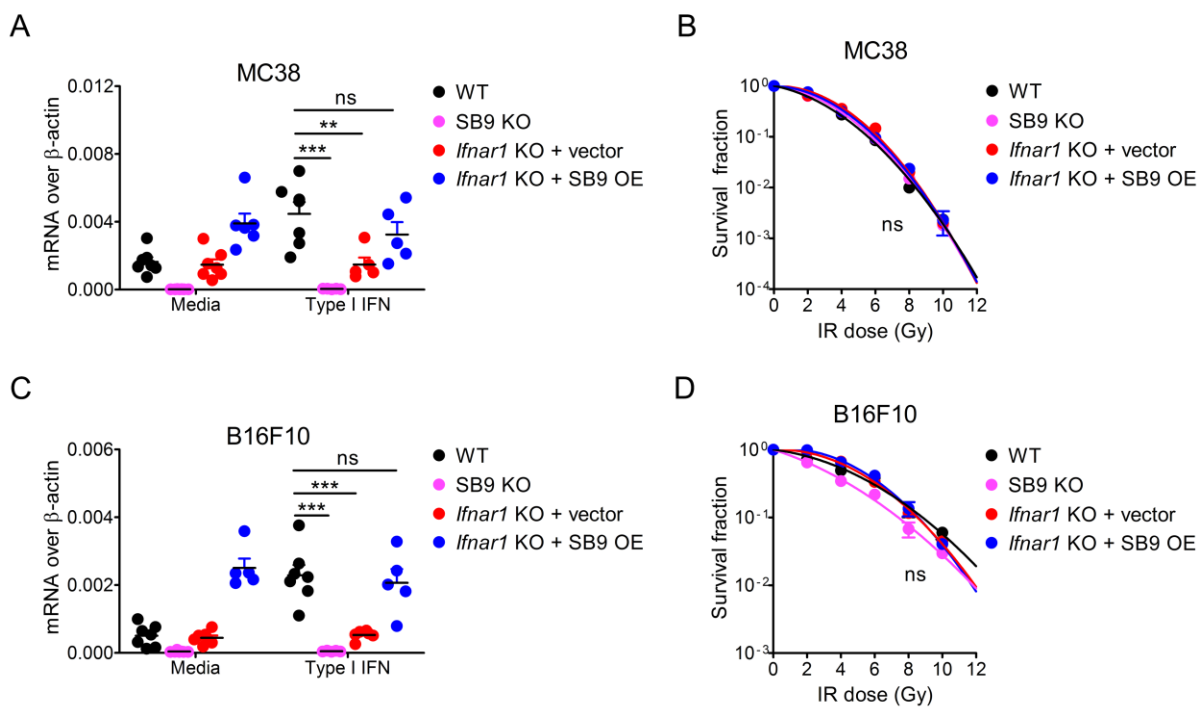 A
MC38
mRNA over β-actin
0.012
0.008
0.004
0.000
Media
Type I IFN
ns
**
***
WT
SB9 KO
Ifnar1 KO + vector
Ifnar1 KO + SB9 OE
B
MC38
Survival fraction
10^0
10^-1
10^-2
10^-3
10^-4
0 2 4 6 8 10 12
IR dose (Gy)
ns
WT
SB9 KO
Ifnar1 KO + vector
Ifnar1 KO + SB9 OE
C
B16F10
mRNA over β-actin
0.006
0.004
0.002
0.000
Media
Type I IFN
ns
***
***
WT
SB9 KO
Ifnar1 KO + vector
Ifnar1 KO + SB9 OE
D
B16F10
Survival fraction
10^0
10^-1
10^-2
10^-3
0 2 4 6 8 10 12
IR dose (Gy)
ns
WT
SB9 KO
Ifnar1 KO + vector
Ifnar1 KO + SB9 OE